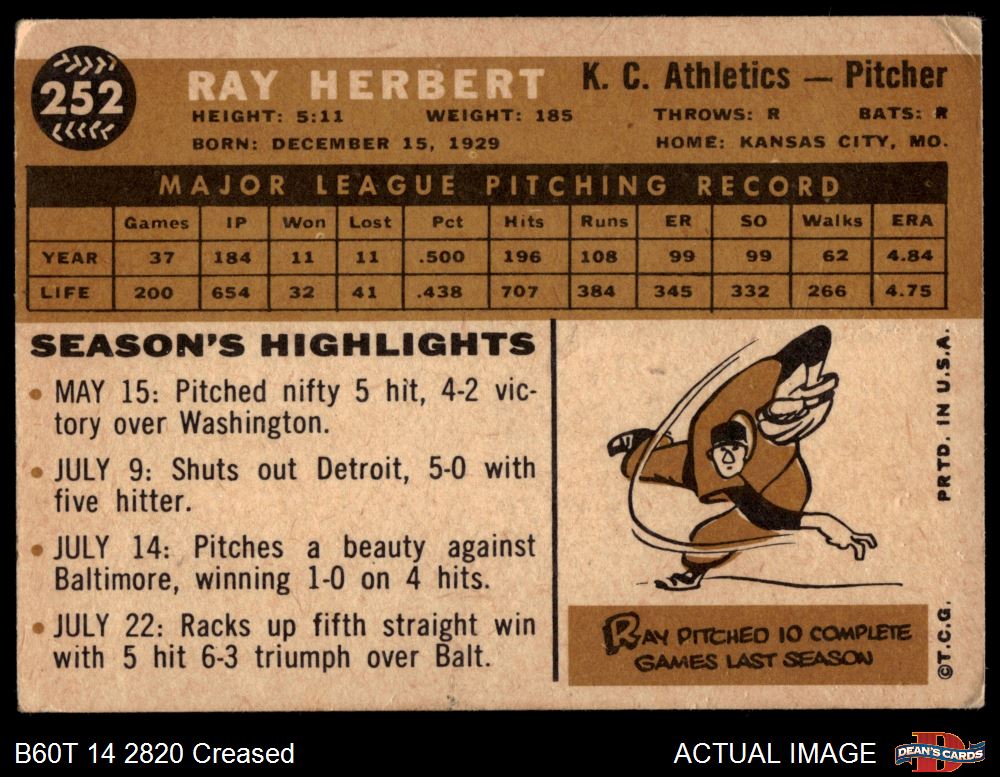 252
RAY HERBERT
K. C. Athletics — Pitcher
HEIGHT: 5:11 WEIGHT: 185 THROWS: R BATS: R
BORN: DECEMBER 15, 1929 HOME: KANSAS CITY, MO.
MAJOR LEAGUE PITCHING RECORD
Games IP Won Lost Pct Hits Runs ER SO Walks ERA
YEAR 37 184 11 11 .500 196 108 99 99 62 4.84
LIFE 200 654 32 41 .438 707 384 345 332 266 4.75
SEASON'S HIGHLIGHTS
• MAY 15: Pitched nifty 5 hit, 4-2 vic-
tory over Washington.
• JULY 9: Shuts out Detroit, 5-0 with
five hitter.
• JULY 14: Pitches a beauty against
Baltimore, winning 1-0 on 4 hits.
• JULY 22: Racks up fifth straight win
with 5 hit 6-3 triumph over Balt.
RAY PITCHED 10 COMPLETE
GAMES LAST SEASON
PRTD. IN U.S.A.
©T.C.G.
B60T 14 2820 Creased
ACTUAL IMAGE
DEAN'S CARDS